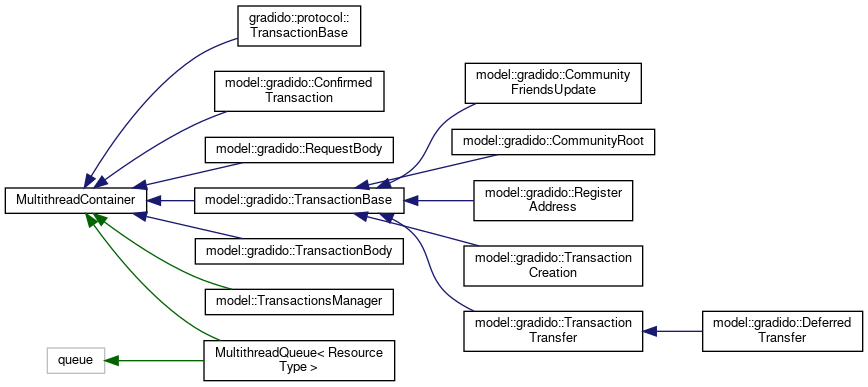 gradido::protocol::
TransactionBase
model::gradido::Confirmed
Transaction
model::gradido::RequestBody
MultithreadContainer
model::gradido::TransactionBase
model::gradido::TransactionBody
model::TransactionsManager
MultithreadQueue< Resource
Type >
queue
model::gradido::Community
FriendsUpdate
model::gradido::CommunityRoot
model::gradido::Register
Address
model::gradido::Transaction
Creation
model::gradido::Transaction
Transfer
model::gradido::Deferred
Transfer